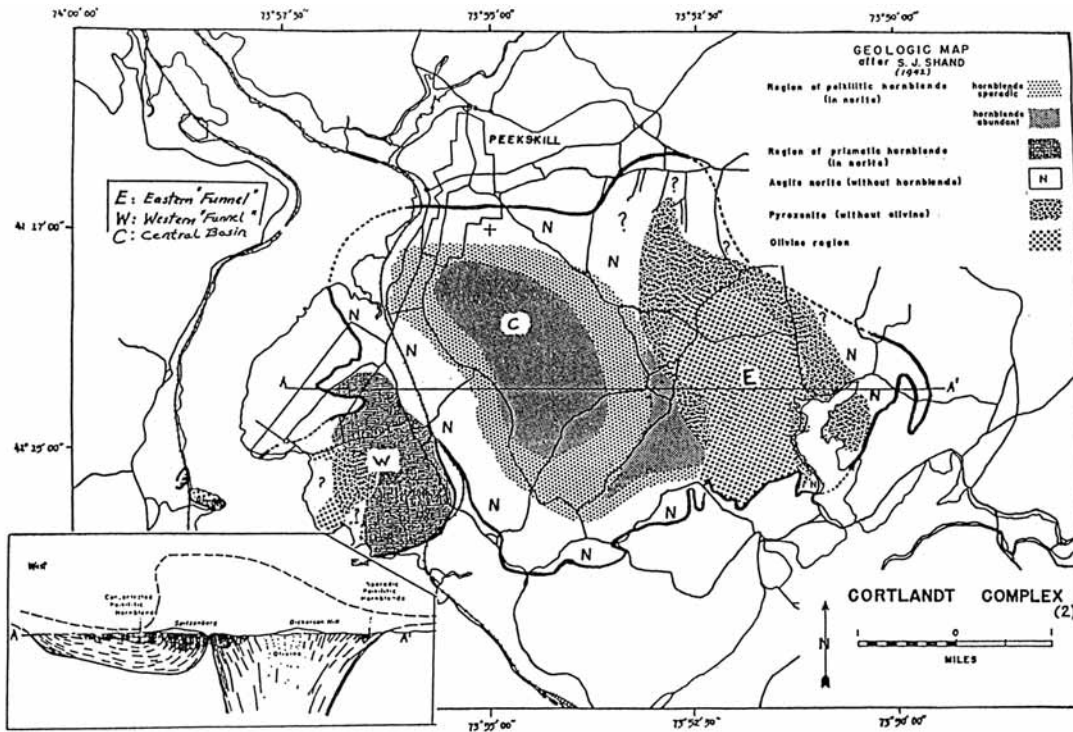 74°00'00"
73°57'30"
73°55'00"
73°52'30"
73°50'00"
GEOLOGIC MAP
after S. J. SHAND
(1942)
Region of poikilitic hornblende
(in norite)
hornblende
sporadic
hornblende
abundant
Region of prismatic hornblende
(in norite)
N
Augite norite (without hornblende)
Pyroxenite (without olivine)
Olivine region
PEEKSKILL
E: Eastern "Funnel"
W: Western "Funnel"
C: Central Basin
41 17'00"
?
?
?
N
N
N
C
N
N
E
N
A
A'
N
N
41 15'00"
W
?
N
N
N
N
?
West
Poikilitic
Hornblende
Sporadic
Poikilitic
Hornblende
Spitzenberg
Dickerson Hill
A
A'
Olivine
CORTLANDT COMPLEX
(2)
N
0
MILES
73°55'00"
73°52'30"
73°50'00"